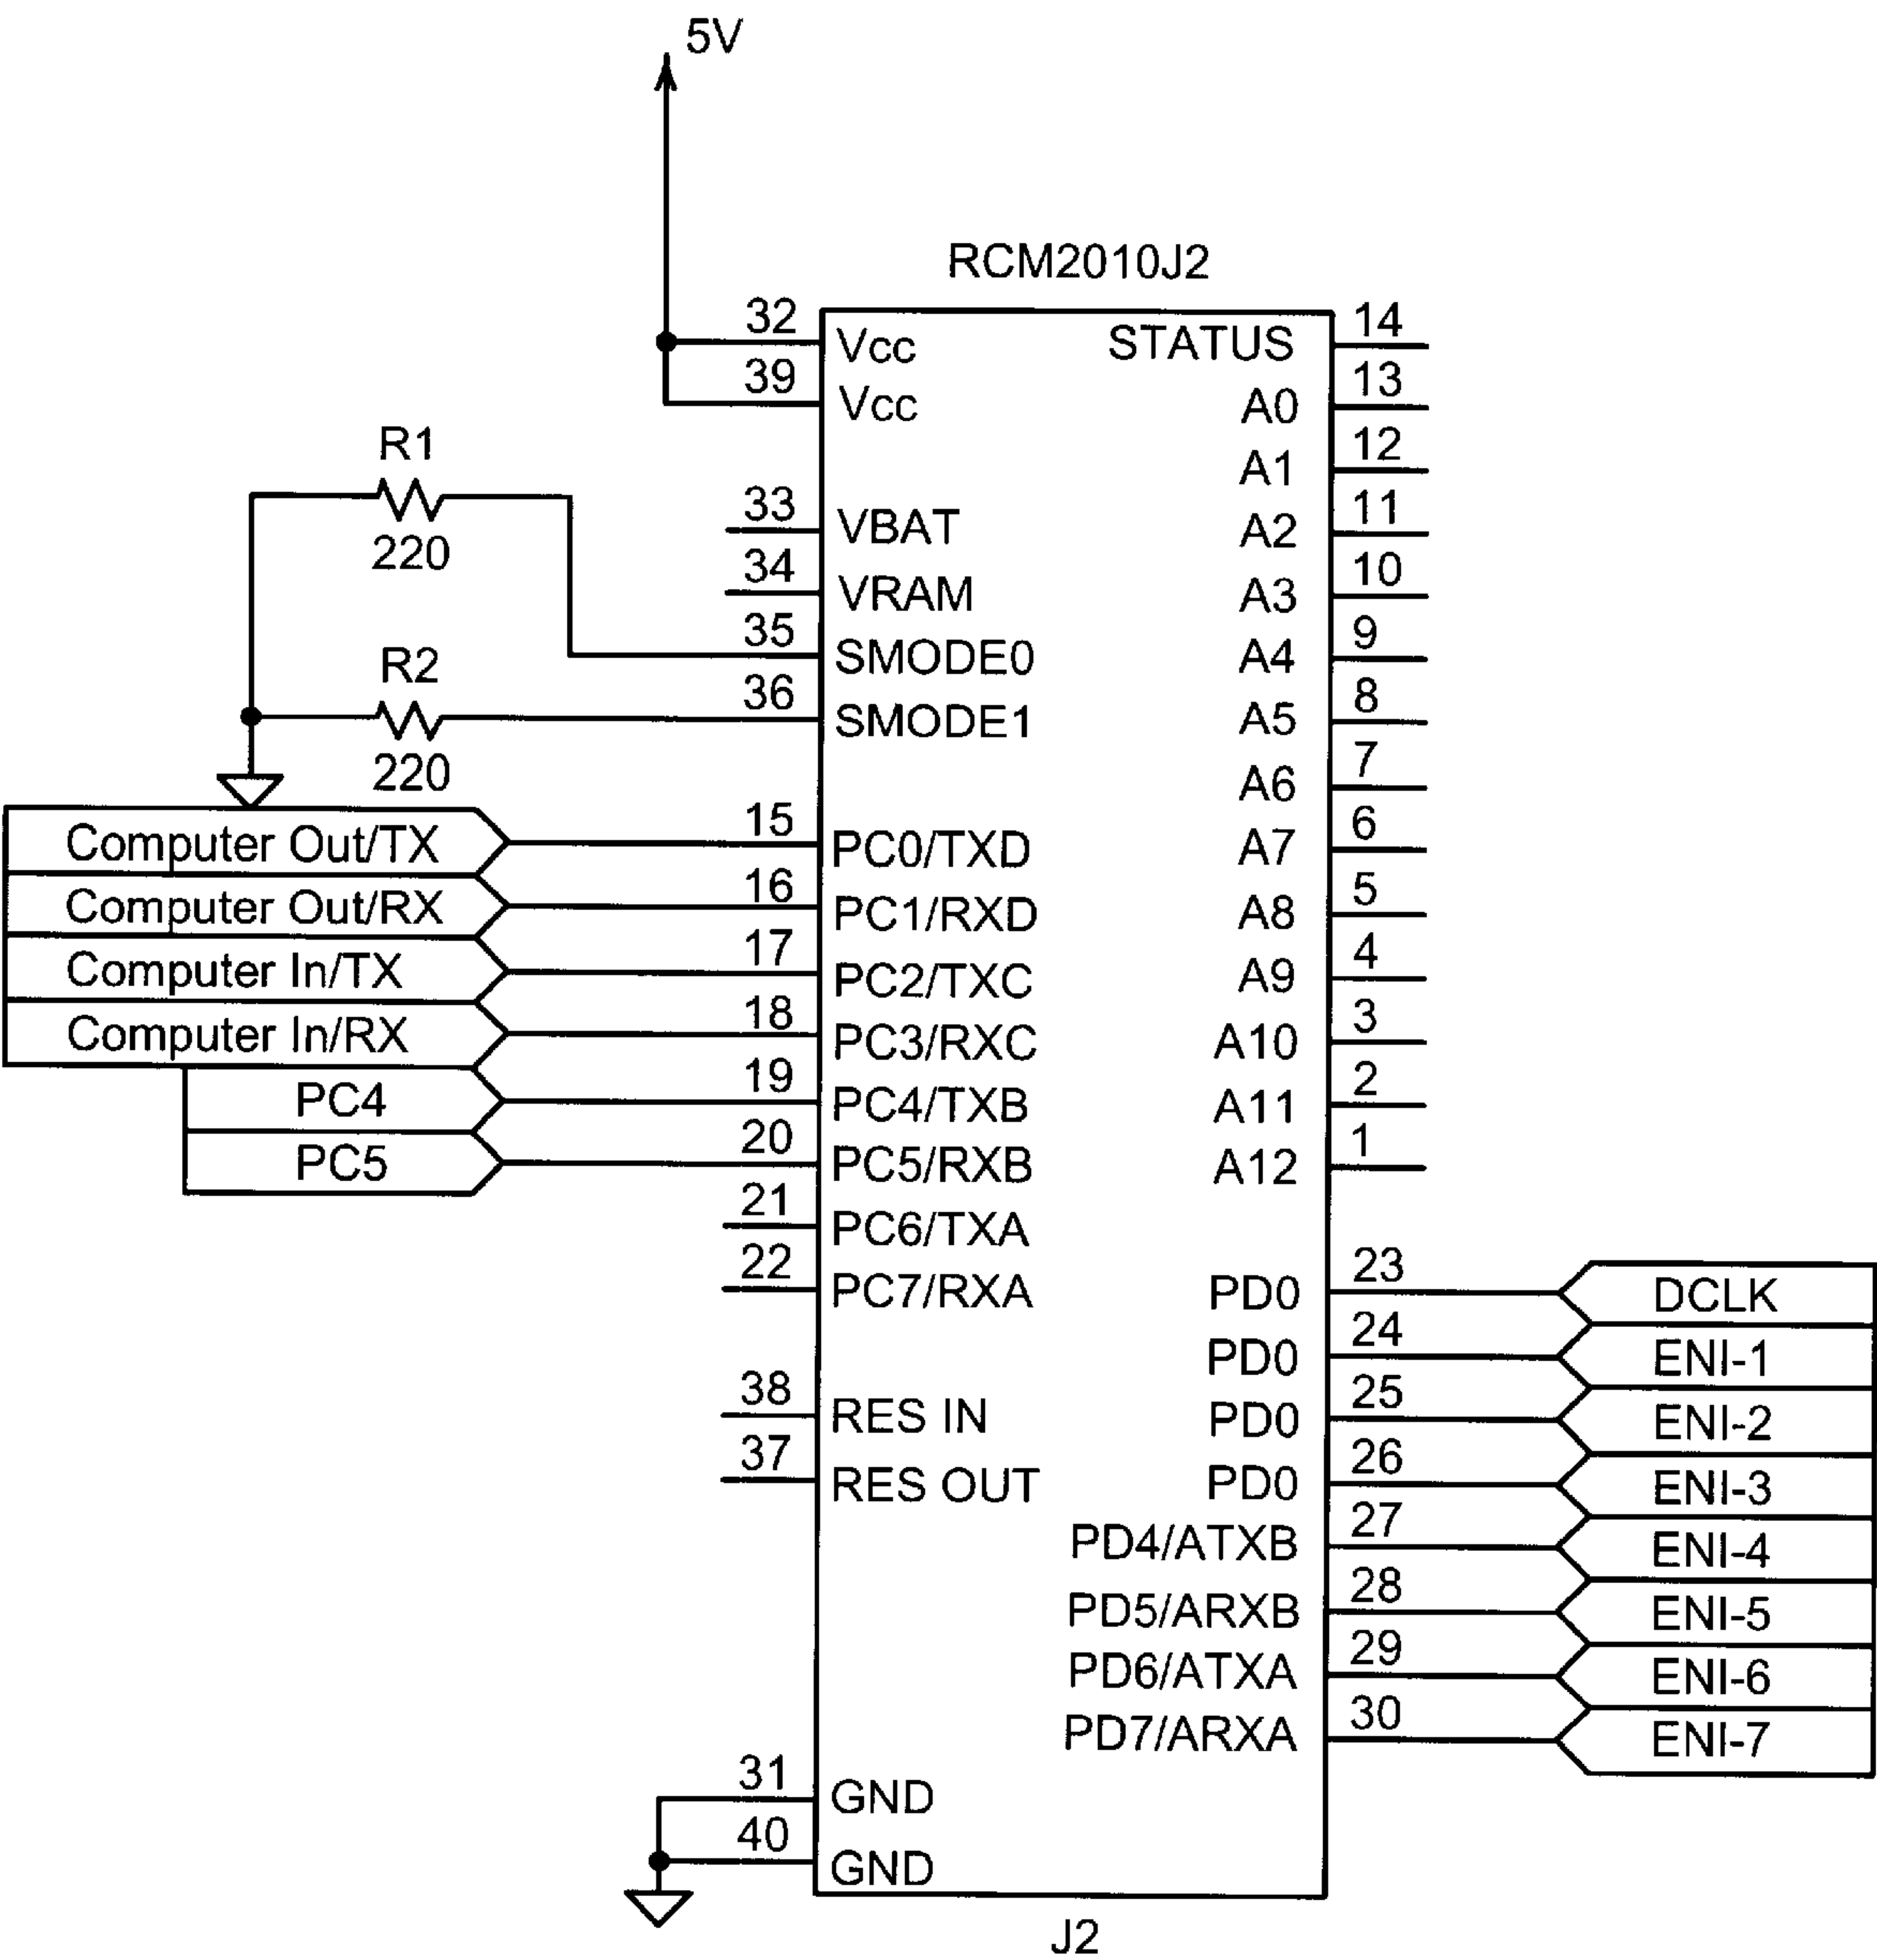 5V
RCM2010J2
32 Vcc STATUS 14
39 Vcc A0 13
R1 A1 12
220
33 VBAT A2 11
34 VRAM A3 10
35 SMODE0 A4 9
R2
220
36 SMODE1 A5 8
A6 7
Computer Out/TX 15 PC0/TXD A7 6
Computer Out/RX 16 PC1/RXD A8 5
Computer In/TX 17 PC2/TXC A9 4
Computer In/RX 18 PC3/RXC A10 3
PC4 19 PC4/TXB A11 2
PC5 20 PC5/RXB A12 1
21 PC6/TXA
22 PC7/RXA PD0 23 DCLK
PD0 24 ENI-1
38 RES IN PD0 25 ENI-2
37 RES OUT PD0 26 ENI-3
PD4/ATXB 27 ENI-4
PD5/ARXB 28 ENI-5
PD6/ATXA 29 ENI-6
PD7/ARXA 30 ENI-7
31 GND
40 GND
J2